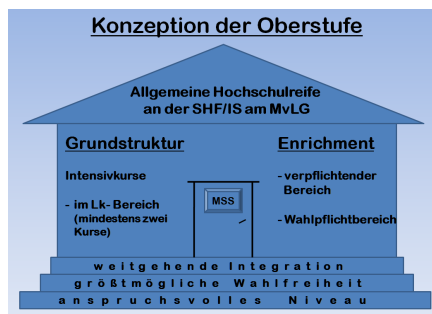 Konzeption der Oberstufe
Allgemeine Hochschulreife
an der SHF/IS am MvLG
Grundstruktur
Intensivkurse
- im Lk- Bereich
(mindestens zwei
Kurse)
MSS
Enrichment
- verpflichtender
Bereich
- Wahlpflichtbereich
weitgehende Integration
größtmögliche Wahlfreiheit
anspruchsvolles Niveau